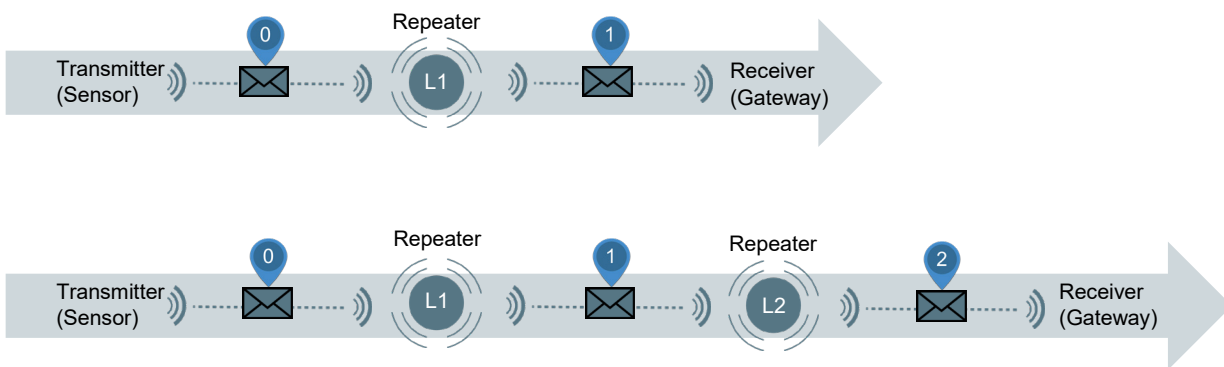 0
Repeater
1
Transmitter
(Sensor)
L1
Receiver
(Gateway)
0
Repeater
1
Repeater
2
Transmitter
(Sensor)
L1
L2
Receiver
(Gateway)